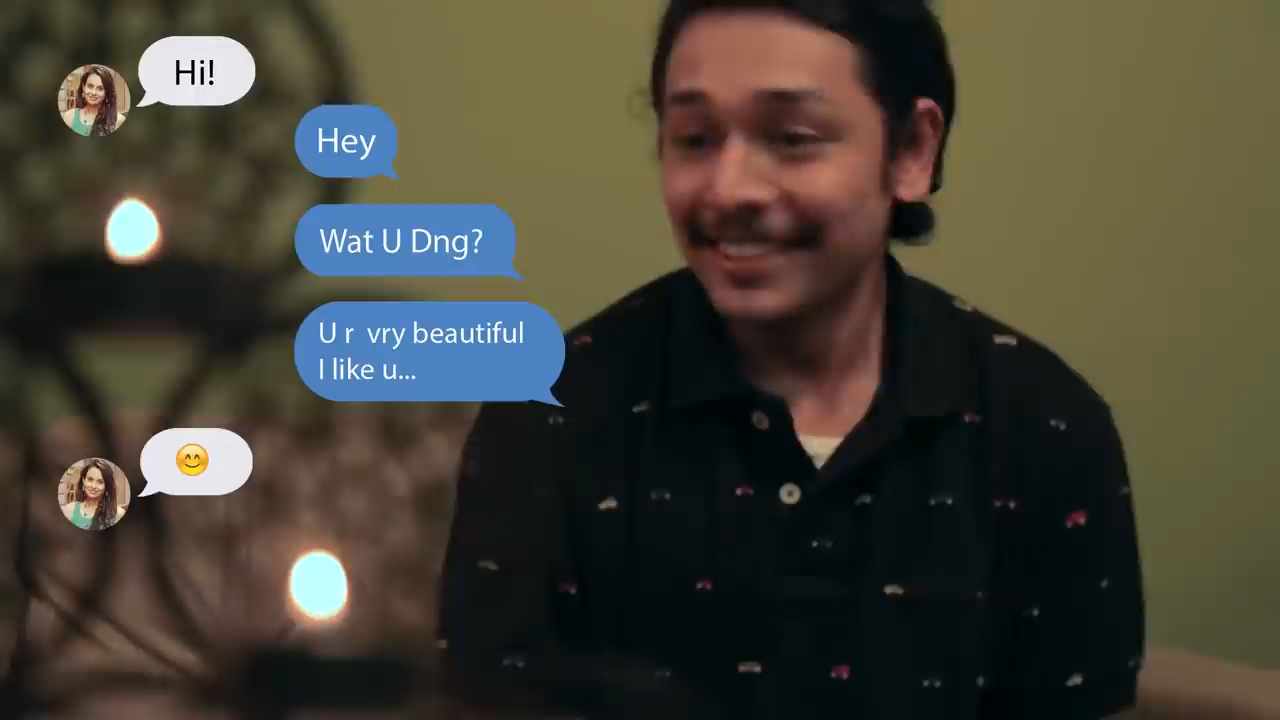 Hi!
Hey
Wat U Dng?
U r vry beautiful
I like u...
😊